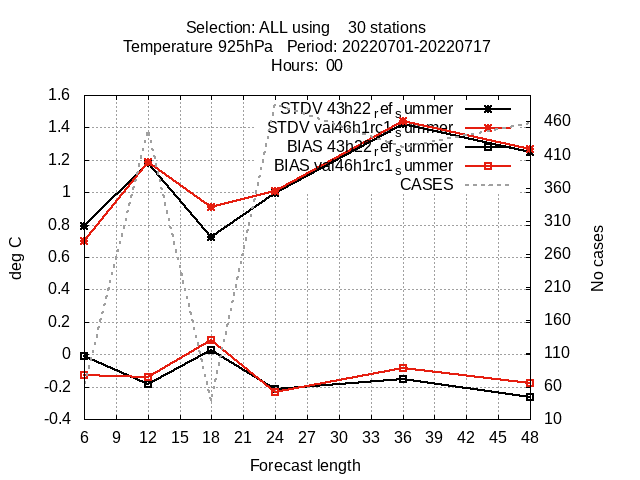 Selection: ALL using    30 stations
Temperature 925hPa   Period: 20220701-20220717
Hours:  00
1.6
1.4
1.2
1
0.8
0.6
0.4
0.2
0
-0.2
-0.4
deg C
STDV 43h22_ref_summer
STDV val46h1rc1_summer
BIAS 43h22_ref_summer
BIAS val46h1rc1_summer
CASES
460
410
360
310
260
210
160
110
60
10
No cases
6 9 12 15 18 21 24 27 30 33 36 39 42 45 48
Forecast length